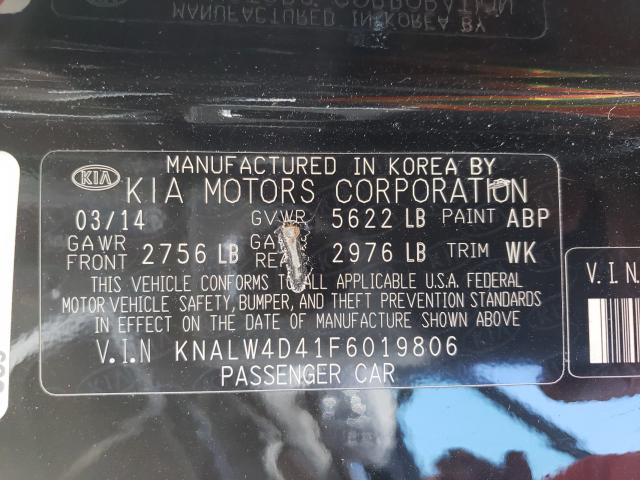 MANUFACTURED IN KOREA BY
KIA KIA MOTORS CORPORATION
03/14 GVWR 5622 LB PAINT ABP
GAWR FRONT 2756 LB 2976 LB TRIM WK
THIS VEHICLE CONFORMS TO ALL APPLICABLE U.S.A. FEDERAL
MOTOR VEHICLE SAFETY, BUMPER, AND THEFT PREVENTION STANDARDS
IN EFFECT ON THE DATE OF MANUFACTURE SHOWN ABOVE
V.I.N KNALW4D41F6019806
PASSENGER CAR
V.I.N